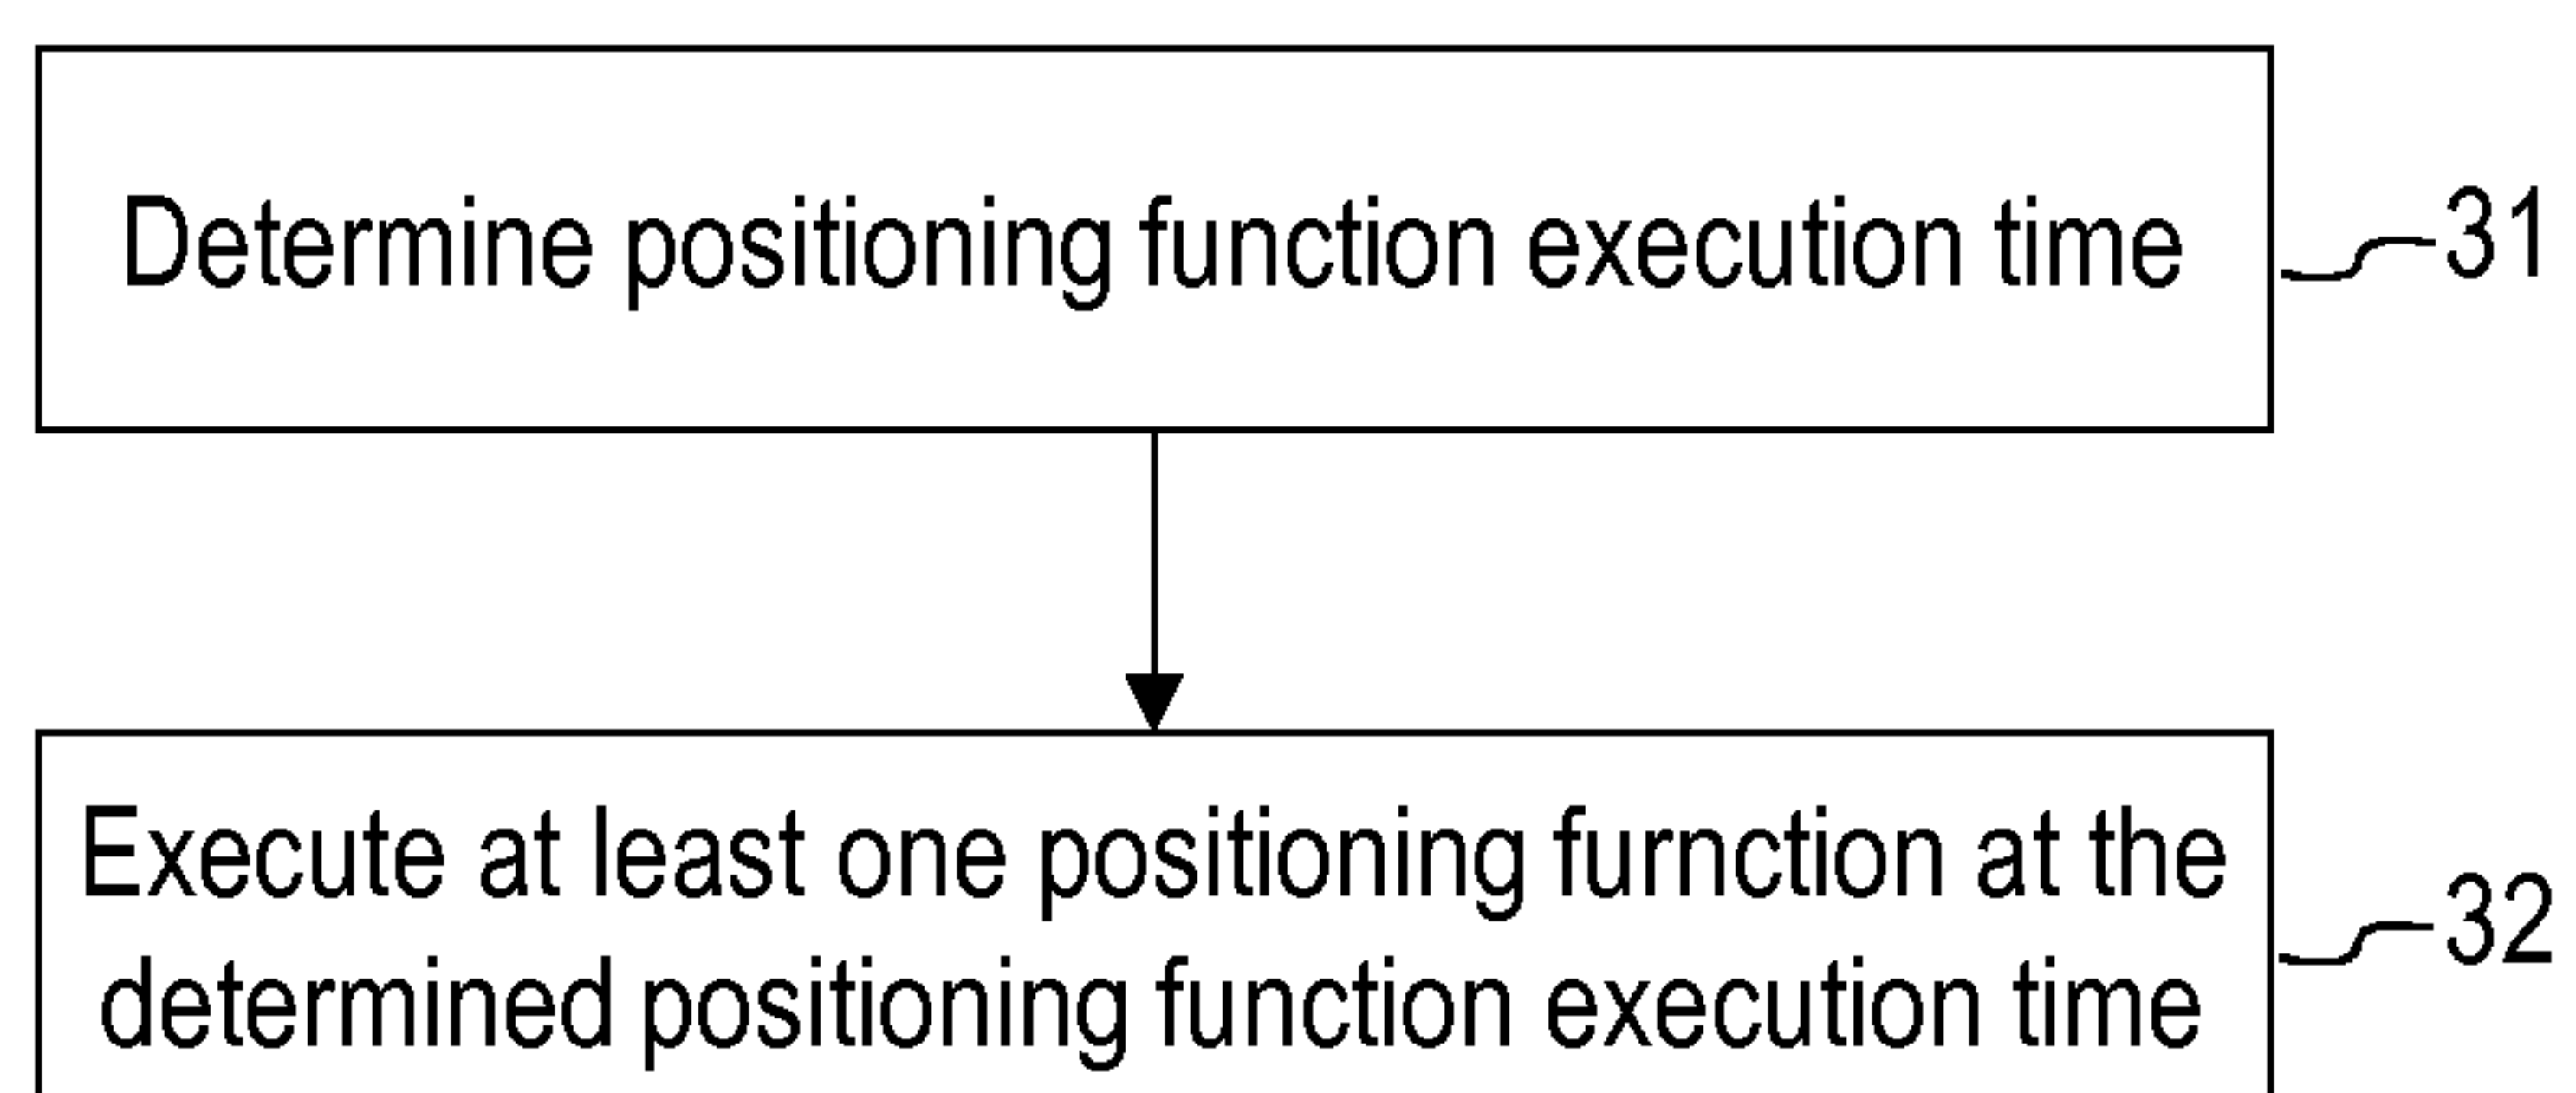 Determine positioning function execution time
31
Execute at least one positioning furnction at the
determined positioning function execution time
32